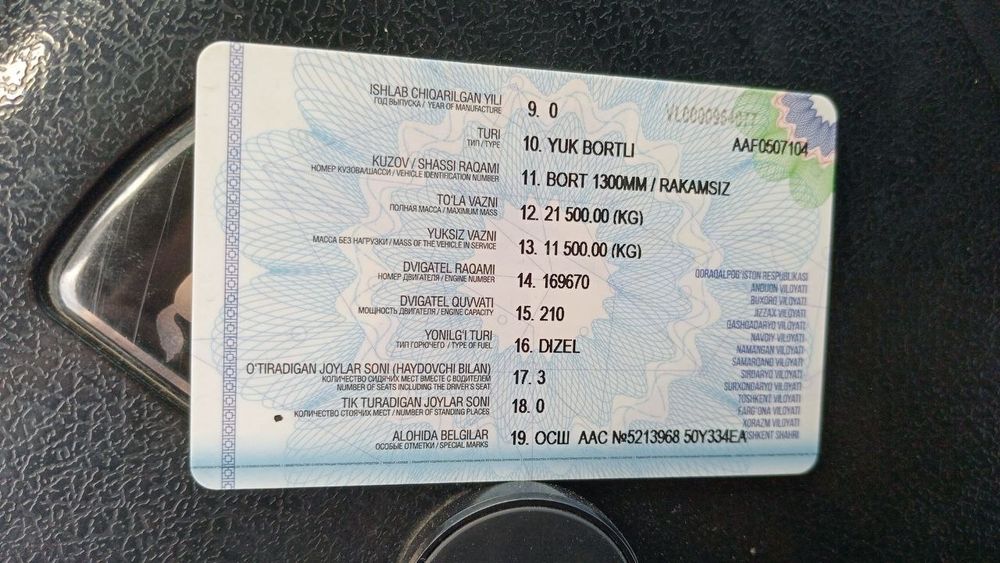 ISHLAB CHIQARILGAN YILI
ГОД ВЫПУСКА / YEAR OF MANUFACTURE
9. 0
VL0000964077
TURI
ТИП / TYPE
10. YUK BORTLI
AAF0507104
KUZOV / SHASSI RAQAMI
НОМЕР КУЗОВА/ШАССИ / VEHICLE IDENTIFICATION NUMBER
11. BORT 1300MM / RAKAMSIZ
TO'LA VAZNI
ПОЛНАЯ МАССА / MAXIMUM MASS
12. 21 500.00 (KG)
YUKSIZ VAZNI
МАССА БЕЗ НАГРУЗКИ / MASS OF THE VEHICLE IN SERVICE
13. 11 500.00 (KG)
DVIGATEL RAQAMI
НОМЕР ДВИГАТЕЛЯ / ENGINE NUMBER
14. 169670
DVIGATEL QUVVATI
МОЩНОСТЬ ДВИГАТЕЛЯ / ENGINE CAPACITY
15. 210
YONILG'I TURI
ТИП ГОРЮЧЕГО / TYPE OF FUEL
16. DIZEL
O'TIRADIGAN JOYLAR SONI (HAYDOVCHI BILAN)
КОЛИЧЕСТВО СИДЯЧИХ МЕСТ ВМЕСТЕ С ВОДИТЕЛЕМ
NUMBER OF SEATS INCLUDING THE DRIVER'S SEAT
17. 3
TIK TURADIGAN JOYLAR SONI
КОЛИЧЕСТВО СТОЯЧИХ МЕСТ / NUMBER OF STANDING PLACES
18. 0
ALOHIDA BELGILAR
ОСОБЫЕ ОТМЕТКИ / SPECIAL MARKS
19. ОСШ ААС №5213968 50Y334EA
QORAQALPOG'ISTON RESPUBLIKASI
ANDIJON VILOYATI
BUXORO VILOYATI
JIZZAX VILOYATI
QASHQADARYO VILOYATI
NAVOIY VILOYATI
NAMANGAN VILOYATI
SAMARQAND VILOYATI
SIRDARYO VILOYATI
SURXONDARYO VILOYATI
TOSHKENT VILOYATI
FARG'ONA VILOYATI
XORAZM VILOYATI
TOSHKENT SHAHRI